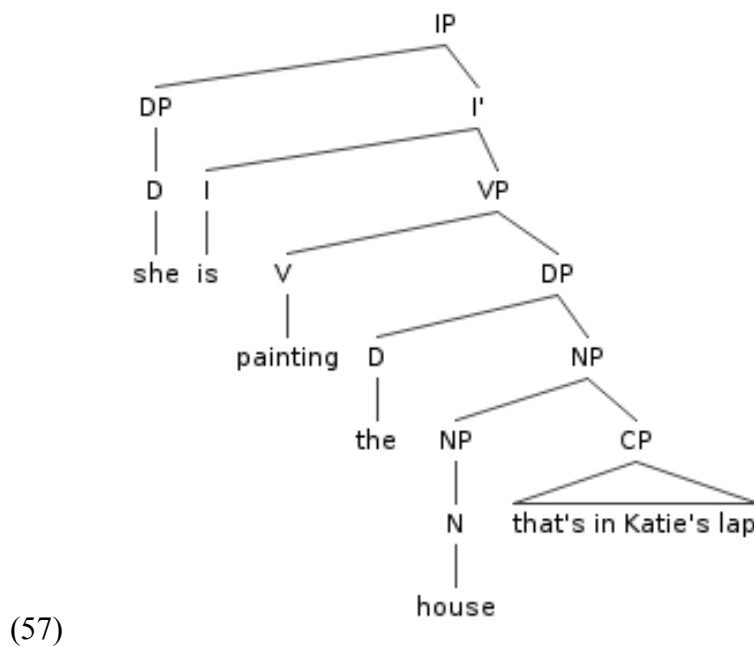 IP
DP I'
D I VP
she is V DP
painting D NP
the NP CP
N that's in Katie's lap
house
(57)